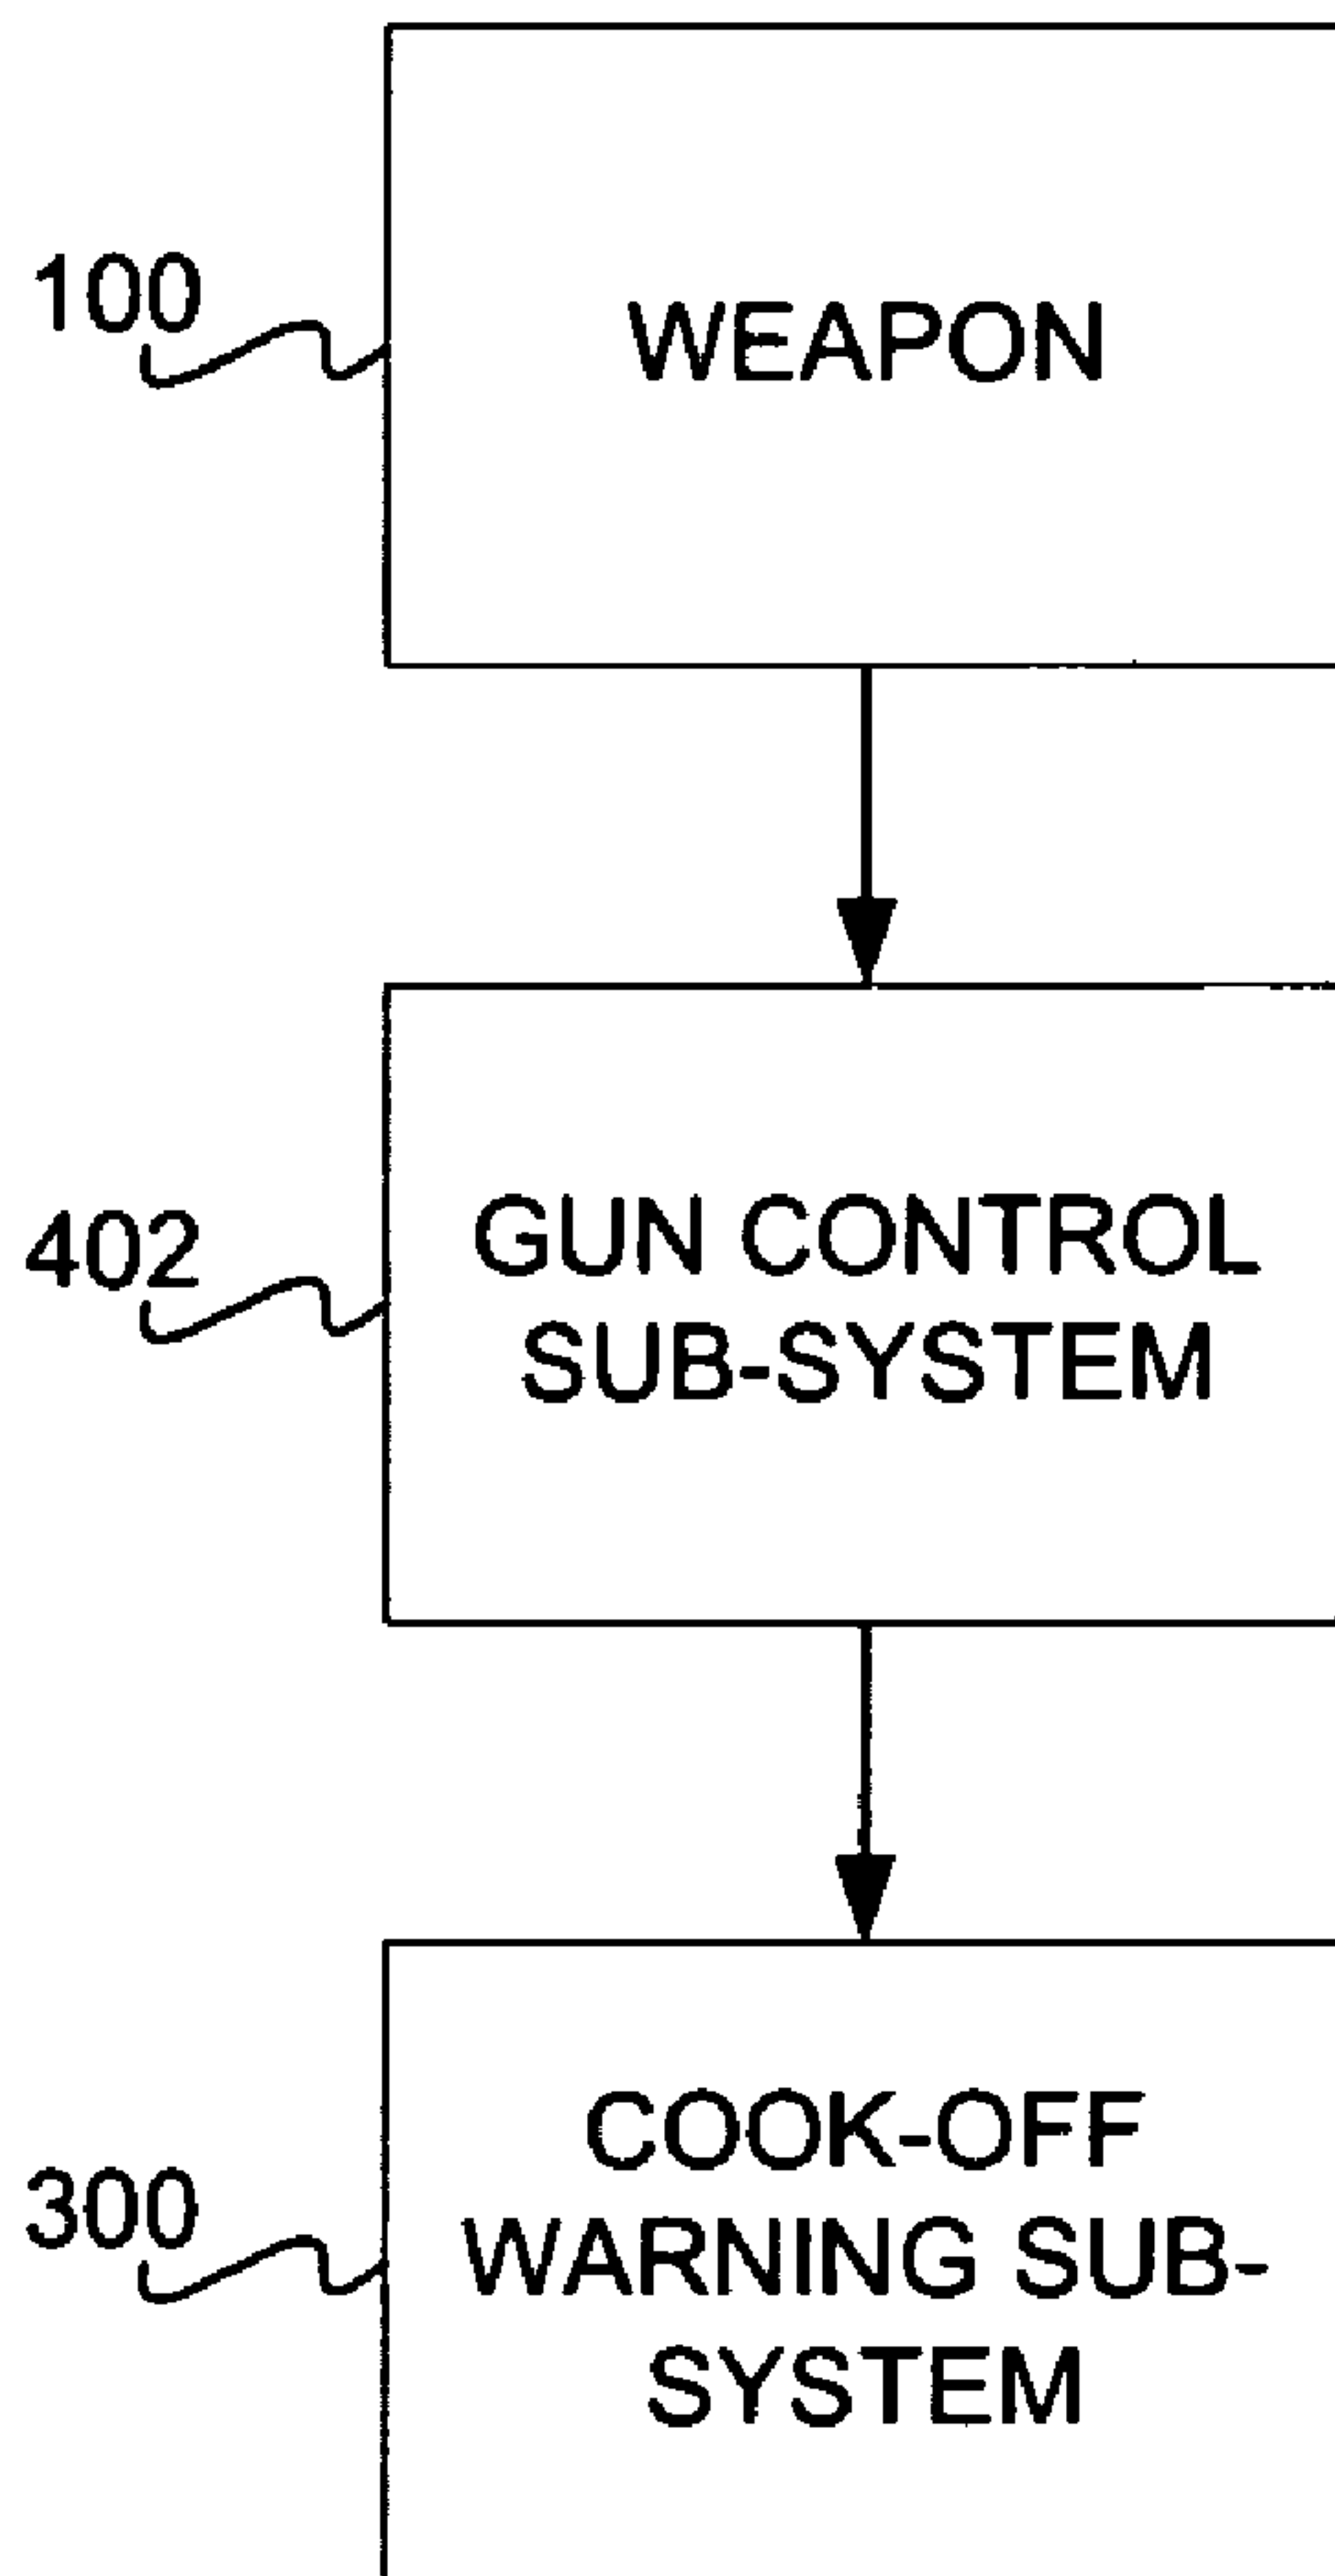 100
WEAPON
402
GUN CONTROL
SUB-SYSTEM
300
COOK-OFF
WARNING SUB-
SYSTEM